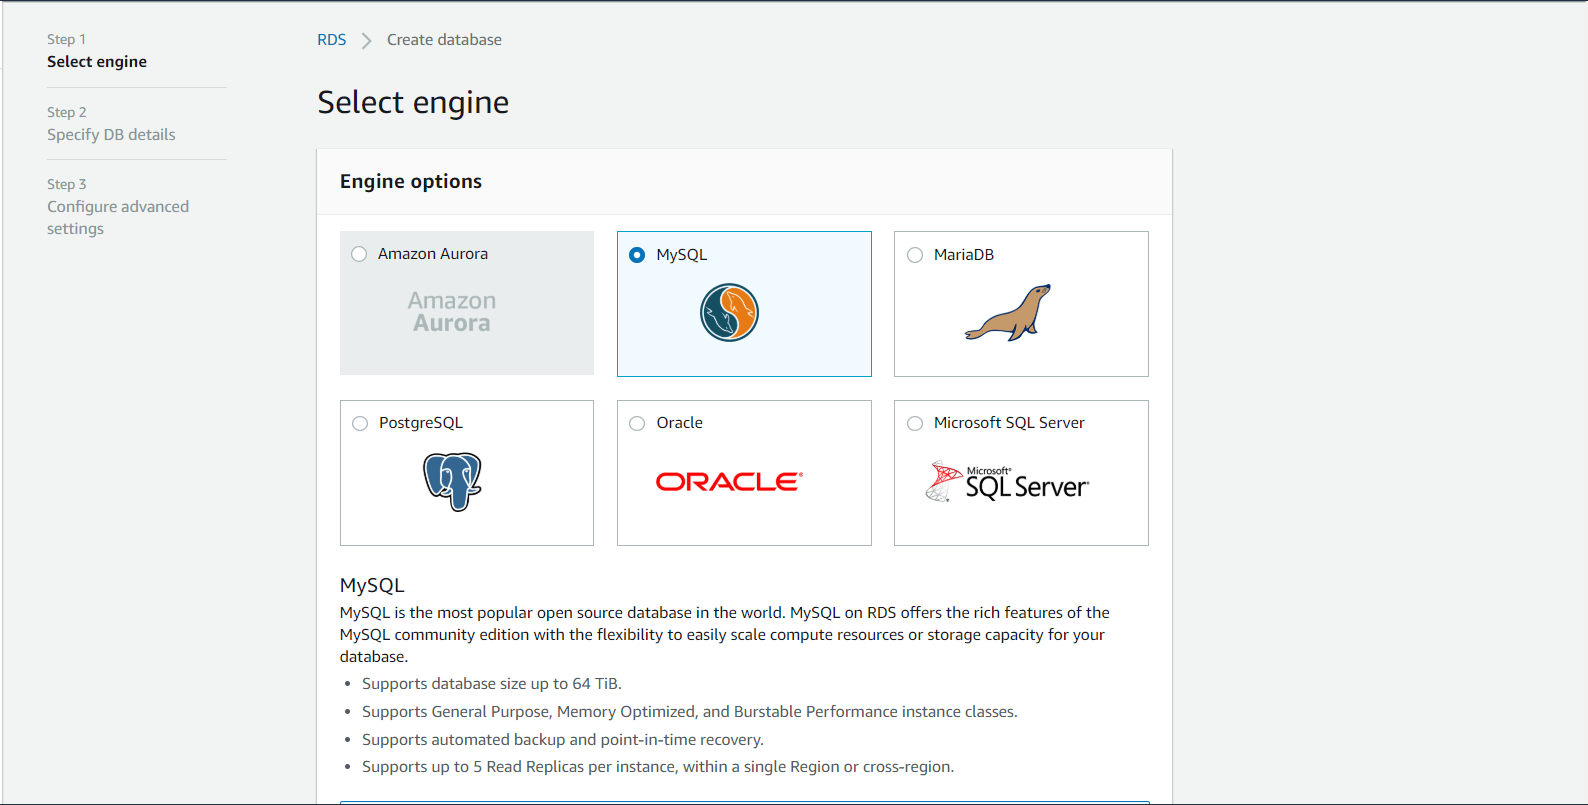 Step 1
Select engine
Step 2
Specify DB details
Step 3
Configure advanced
settings
RDS
Create database
Select engine
Engine options
Amazon Aurora
Amazon
Aurora
MySQL
MariaDB
PostgreSQL
Oracle
ORACLE®
Microsoft SQL Server
Microsoft®
SQL Server®
MySQL
MySQL is the most popular open source database in the world. MySQL on RDS offers the rich features of the
MySQL community edition with the flexibility to easily scale compute resources or storage capacity for your
database.
• Supports database size up to 64 TiB.
• Supports General Purpose, Memory Optimized, and Burstable Performance instance classes.
• Supports automated backup and point-in-time recovery.
• Supports up to 5 Read Replicas per instance, within a single Region or cross-region.